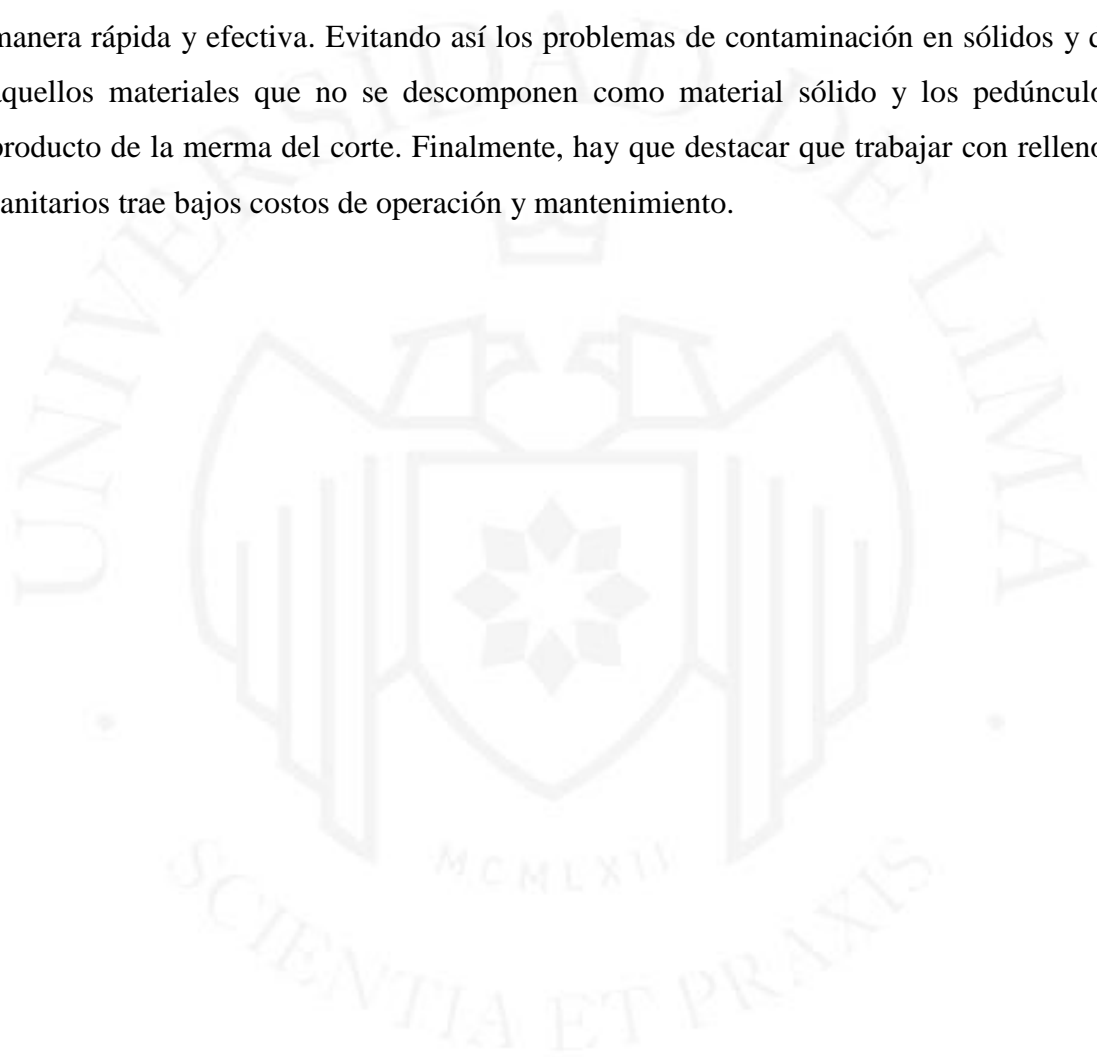 manera rápida y efectiva. Evitando así los problemas de contaminación en sólidos y d
aquellos materiales que no se descomponen como material sólido y los pedúnculo
producto de la merma del corte. Finalmente, hay que destacar que trabajar con relleno
anitarios trae bajos costos de operación y mantenimiento.
UNIVERSIDAD DE LIMA
MCMLXII
SCIENTIA ET PRAXIS